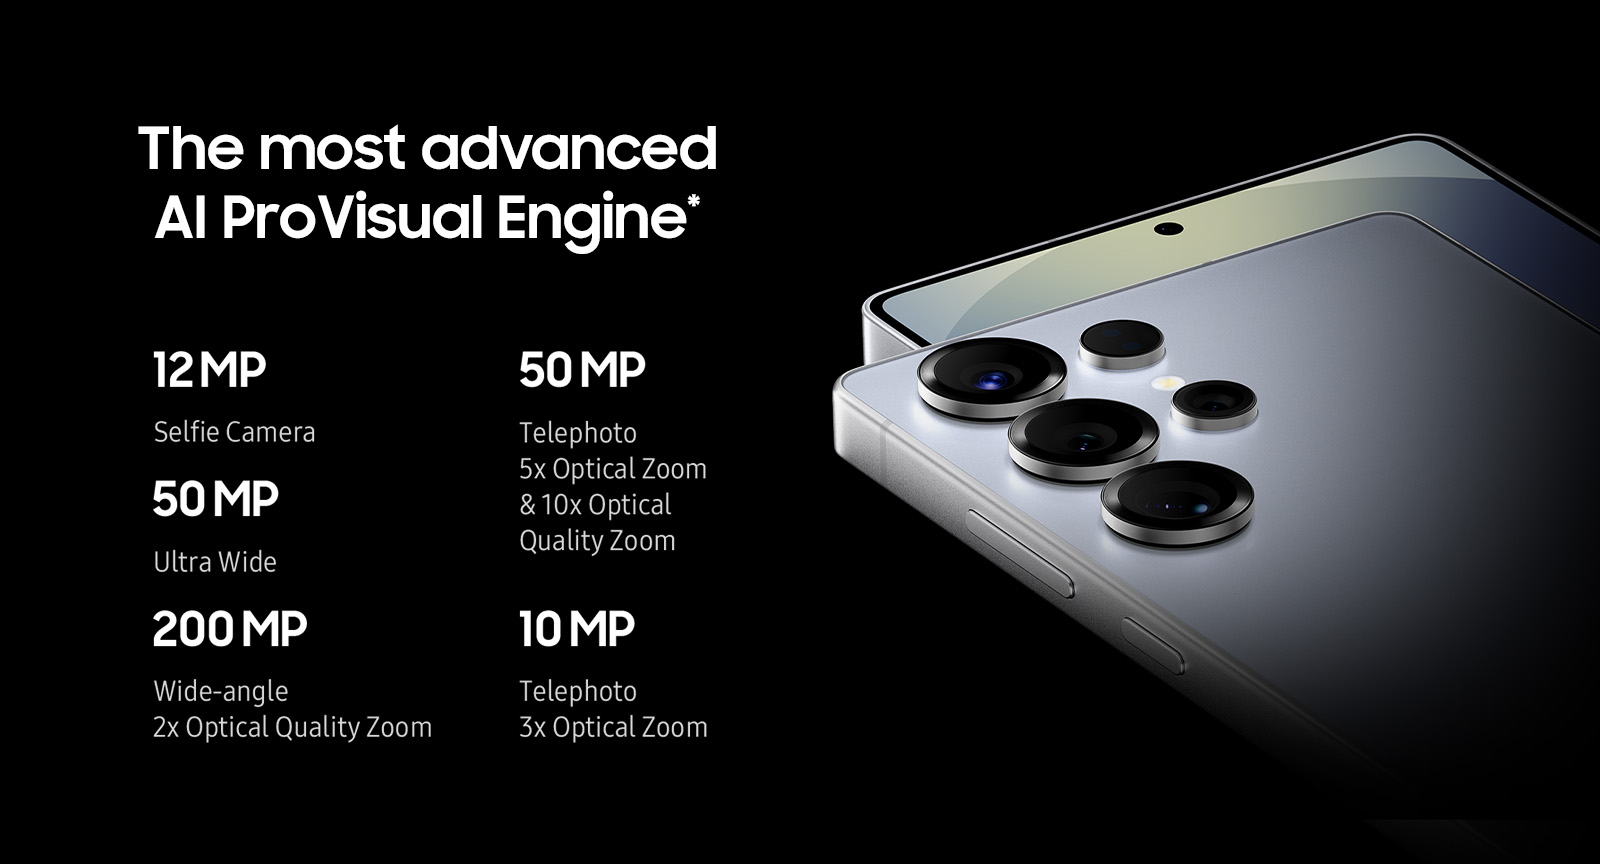 The most advanced
AI ProVisual Engine*
12 MP
Selfie Camera
50 MP
Ultra Wide
200 MP
Wide-angle
2x Optical Quality Zoom
50 MP
Telephoto
5x Optical Zoom
& 10x Optical
Quality Zoom
10 MP
Telephoto
3x Optical Zoom